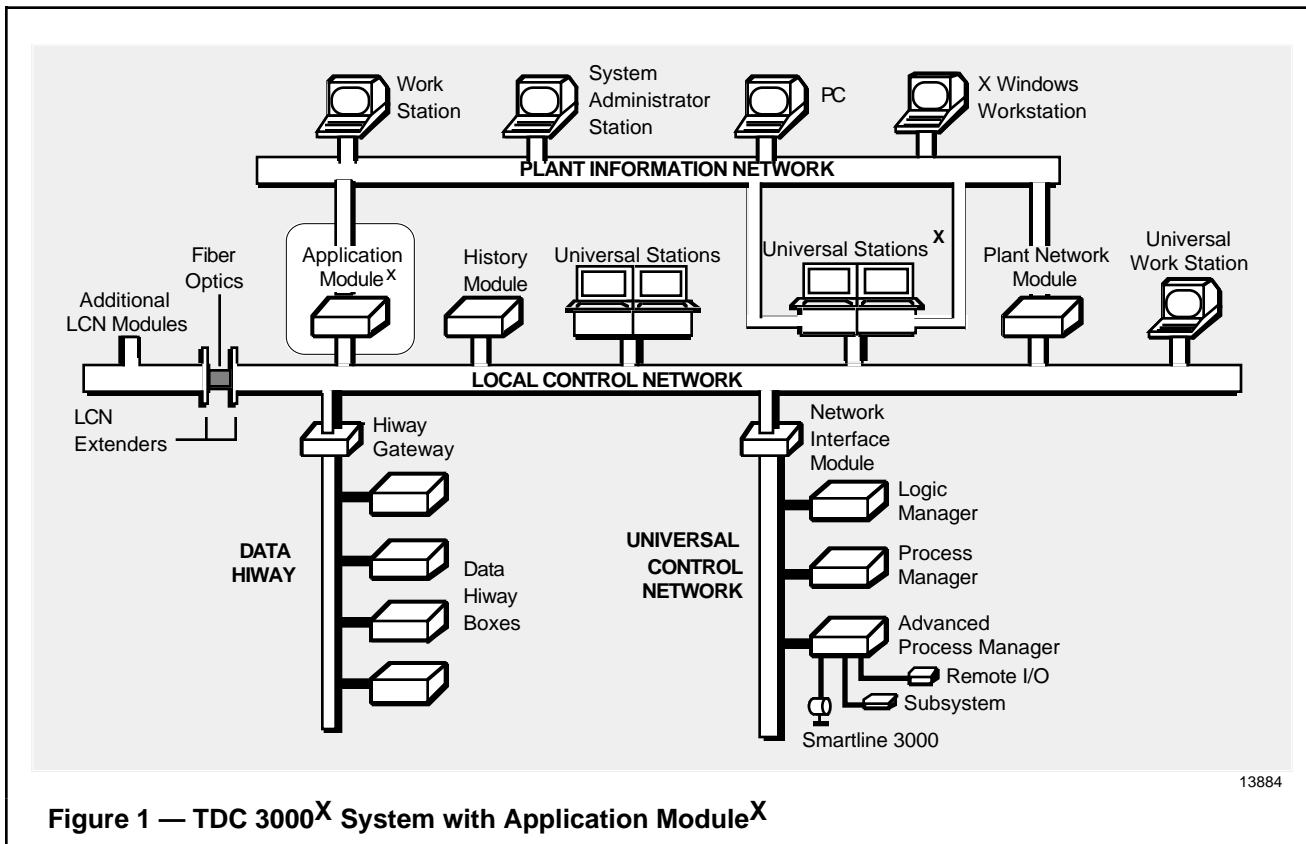 Work
Station
System
Administrator
Station
PC
X Windows
Workstation
PLANT INFORMATION NETWORK
Fiber
Optics
Additional
LCN Modules
Application
Module X
History
Module
Universal Stations
Universal Stations X
Plant Network
Module
Universal
Work Station
LOCAL CONTROL NETWORK
LCN
Extenders
Hiway
Gateway
Network
Interface
Module
DATA
HIWAY
Data
Hiway
Boxes
UNIVERSAL
CONTROL
NETWORK
Logic
Manager
Process
Manager
Advanced
Process Manager
Remote I/O
Subsystem
Smartline 3000
13884
Figure 1 — TDC 3000X System with Application ModuleX